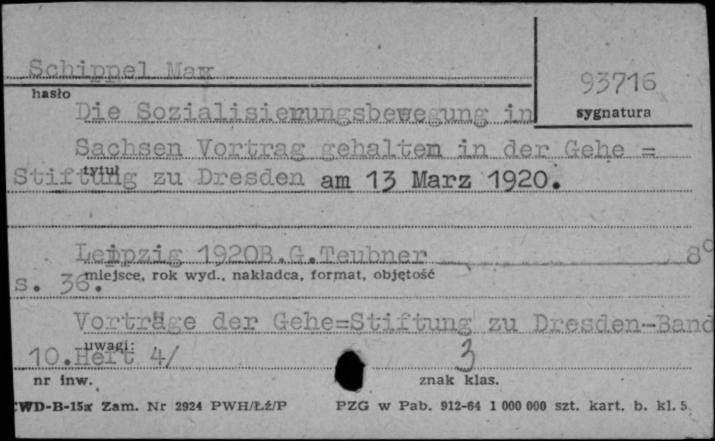 Schippel Max
hasło
93716
sygnatura
Die Sozialisierungsbewegung in
Sachsen Vortrag gehalten in der Gehe =
tytuł
Stiftung zu Dresden am 13 Marz 1920.
Leipzig 1920B.G.Teubner 8°
miejsce, rok wyd., nakładca, format, objętość
s. 36.
Vorträge der Gehe=Stiftung zu Dresden-Band
uwagi:
10.Heft 4/ 3
nr inw. znak klas.
CWD-B-15a Zam. Nr 2924 PWH/Łź/P PZG w Pab. 912-64 1 000 000 szt. kart. b. kl. 5.